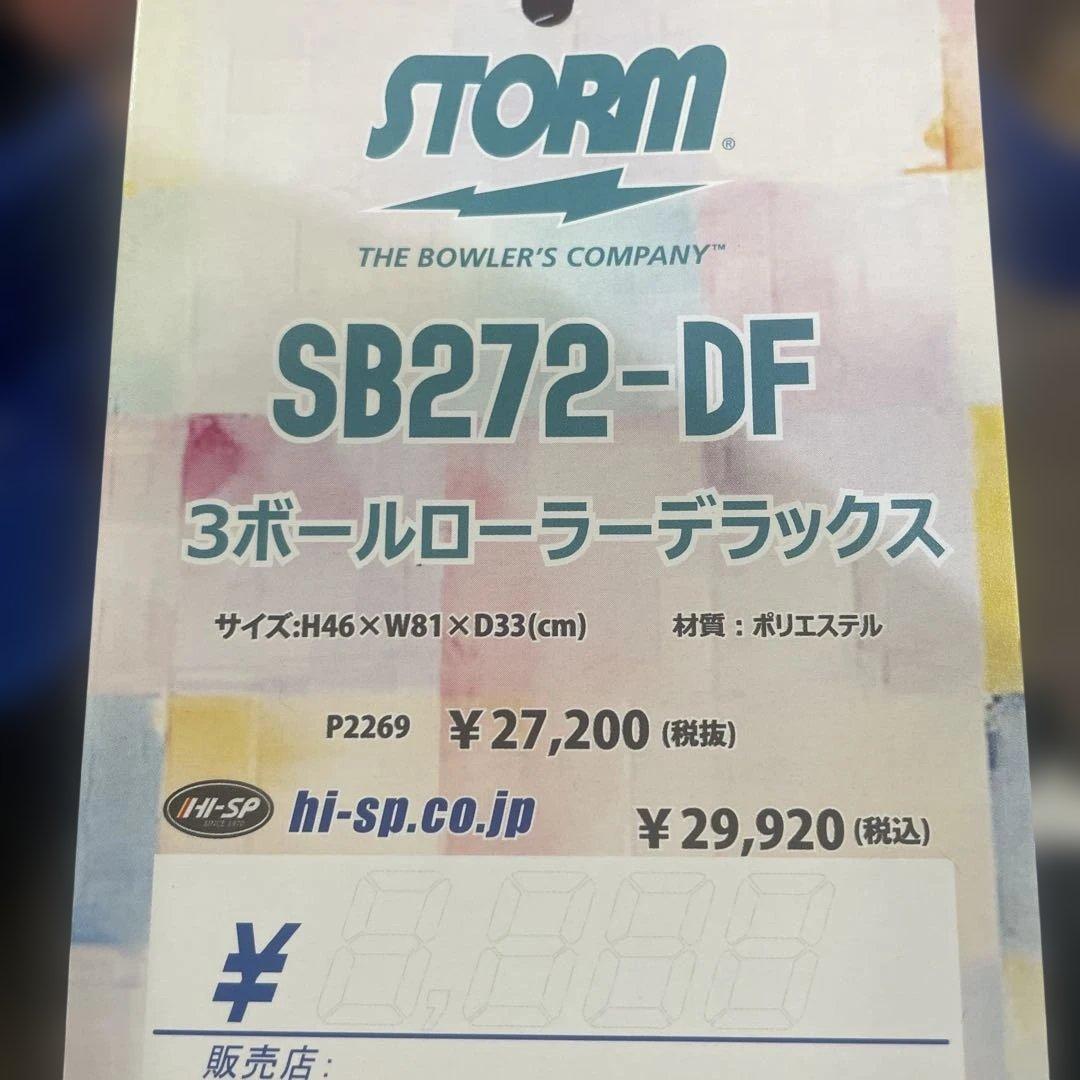 STORM®
THE BOWLER'S COMPANY™
SB272-DF
3ボールローラーデラックス
サイズ:H46×W81×D33(cm) 材質：ポリエステル
P2269 ¥27,200(税抜)
HI-SP SINCE 1970 hi-sp.co.jp ¥29,920(税込)
¥
販売店：